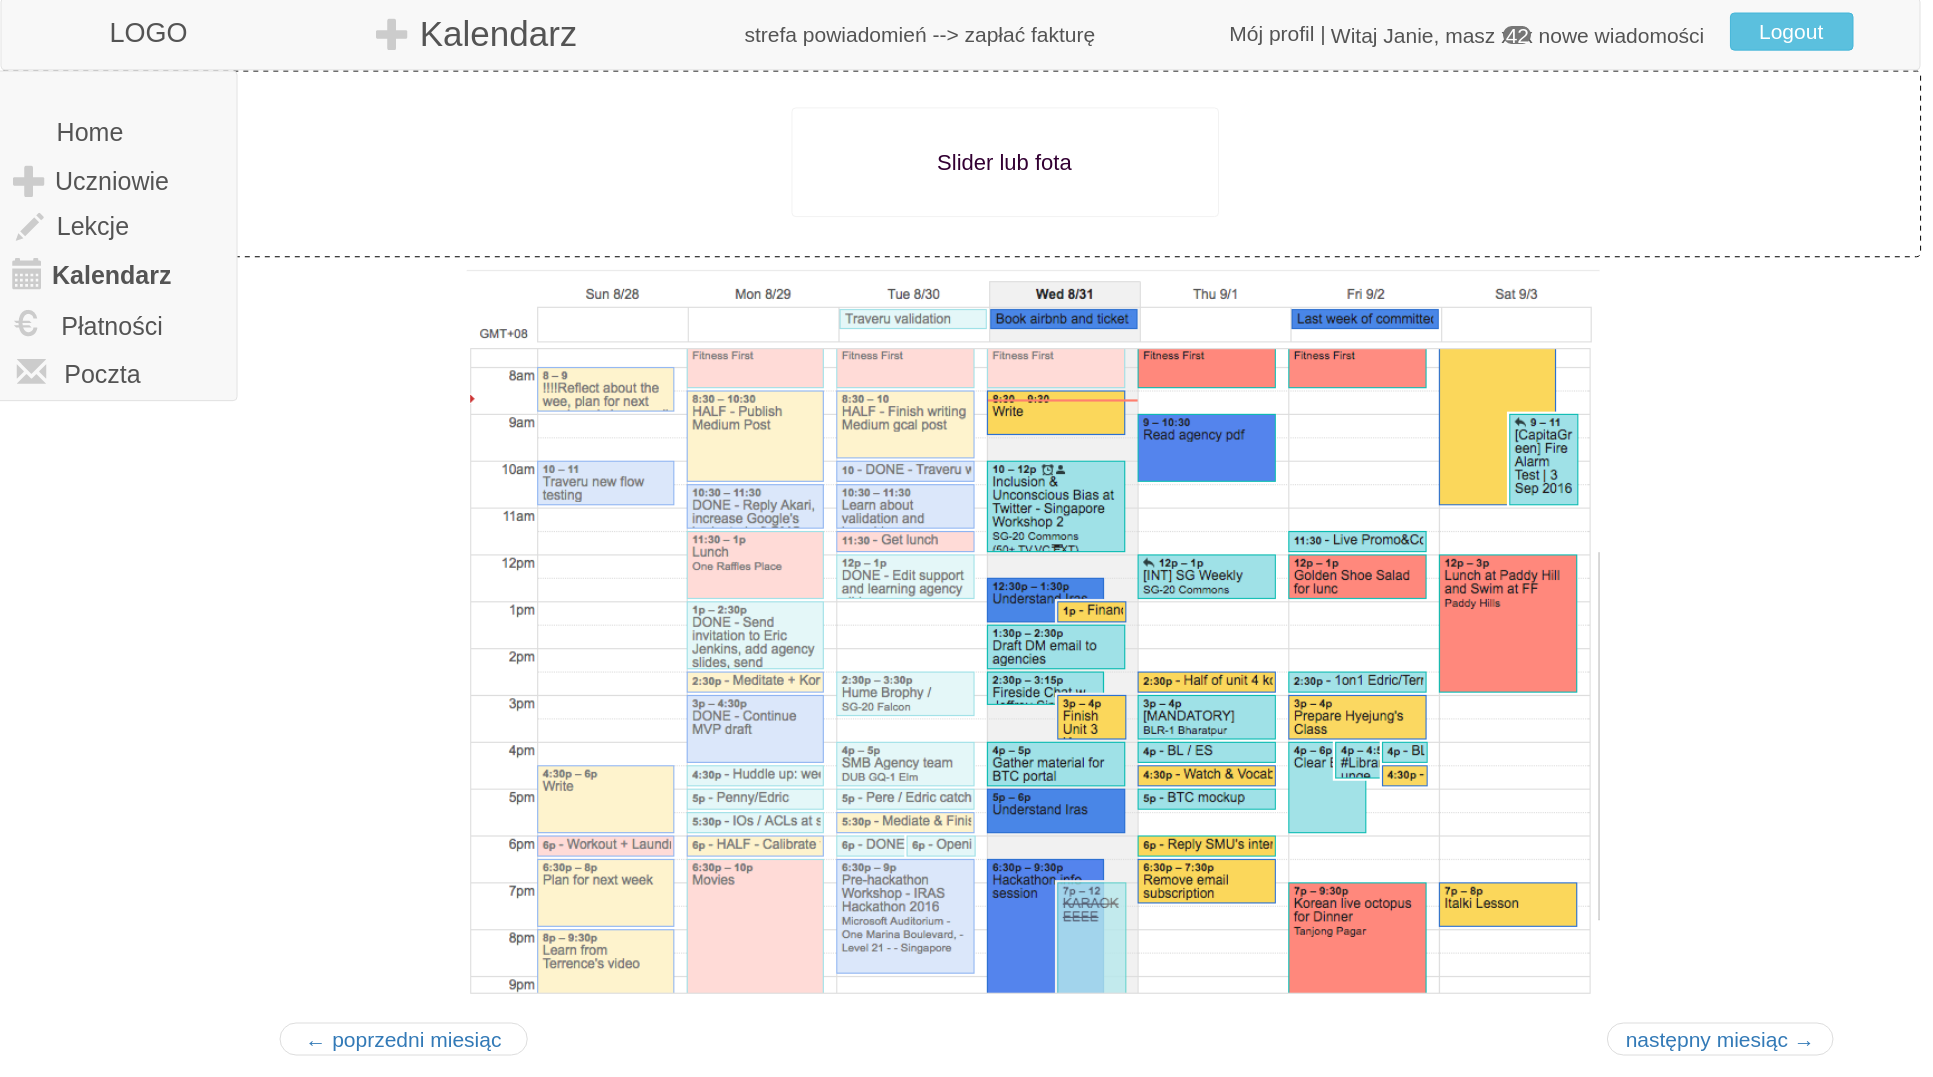 LOGO
Kalendarz
strefa powiadomień --> zapłać fakturę
Mój profil | Witaj Janie, masz 42 nowe wiadomości
Logout
Home
Uczniowie
Lekcje
Kalendarz
Płatności
Poczta
Slider lub fota
Sun 8/28
Mon 8/29
Tue 8/30
Wed 8/31
Thu 9/1
Fri 9/2
Sat 9/3
GMT+08
Traveru validation
Book airbnb and ticket
Last week of committed
8am
9am
10am
11am
12pm
1pm
2pm
3pm
4pm
5pm
6pm
7pm
8pm
9pm
8 – 9
!!!!Reflect about the
wee, plan for next
10 – 11
Traveru new flow
testing
4:30p – 6p
Write
6p - Workout + Laund
6:30p – 8p
Plan for next week
8p – 9:30p
Learn from
Terrence's video
Fitness First
8:30 – 10:30
HALF - Publish
Medium Post
10:30 – 11:30
DONE - Reply Akari,
increase Google's
11:30 – 1p
Lunch
One Raffles Place
1p – 2:30p
DONE - Send
invitation to Eric
Jenkins, add agency
slides, send
2:30p - Meditate + Kor
3p – 4:30p
DONE - Continue
MVP draft
4:30p - Huddle up: wee
5p - Penny/Edric
5:30p - IOs / ACLs at s
6p - HALF - Calibrate
6:30p – 10p
Movies
Fitness First
8:30 – 10
HALF - Finish writing
Medium gcal post
10 - DONE - Traveru w
10:30 – 11:30
Learn about
validation and
11:30 - Get lunch
12p – 1p
DONE - Edit support
and learning agency
2:30p – 3:30p
Hume Brophy /
SG-20 Falcon
4p – 5p
SMB Agency team
DUB GQ-1 Elm
5p - Pere / Edric catch
5:30p - Mediate & Finis
6p - DONE
6p - Openi
6:30p – 9p
Pre-hackathon
Workshop - IRAS
Hackathon 2016
Microsoft Auditorium -
One Marina Boulevard, -
Level 21 - - Singapore
Fitness First
8:30 – 9:30
Write
10 – 12p
Inclusion &
Unconscious Bias at
Twitter - Singapore
Workshop 2
SG-20 Commons
12:30p – 1:30p
Understand Iras
1p - Financ
1:30p – 2:30p
Draft DM email to
agencies
2:30p – 3:15p
Fireside Chat w
3p – 4p
Finish
Unit 3
4p – 5p
Gather material for
BTC portal
5p – 6p
Understand Iras
6:30p – 9:30p
Hackathon info
session
7p – 12
KARAOK
EEEE
Fitness First
9 – 10:30
Read agency pdf
12p – 1p
[INT] SG Weekly
SG-20 Commons
2:30p - Half of unit 4 kc
3p – 4p
[MANDATORY]
BLR-1 Bharatpur
4p - BL / ES
4:30p - Watch & Vocab
5p - BTC mockup
6p - Reply SMU's inter
6:30p – 7:30p
Remove email
subscription
Fitness First
11:30 - Live Promo&Cc
12p – 1p
Golden Shoe Salad
for lunc
2:30p - 1on1 Edric/Terr
3p – 4p
Prepare Hyejung's
Class
4p – 6p
Clear E
4p – 4:5
#Libra
unge
4p - BL
4:30p -
7p – 9:30p
Korean live octopus
for Dinner
Tanjong Pagar
9 – 11
[CapitaGr
een] Fire
Alarm
Test | 3
Sep 2016
12p – 3p
Lunch at Paddy Hill
and Swim at FF
Paddy Hills
7p – 8p
Italki Lesson
← poprzedni miesiąc
następny miesiąc →